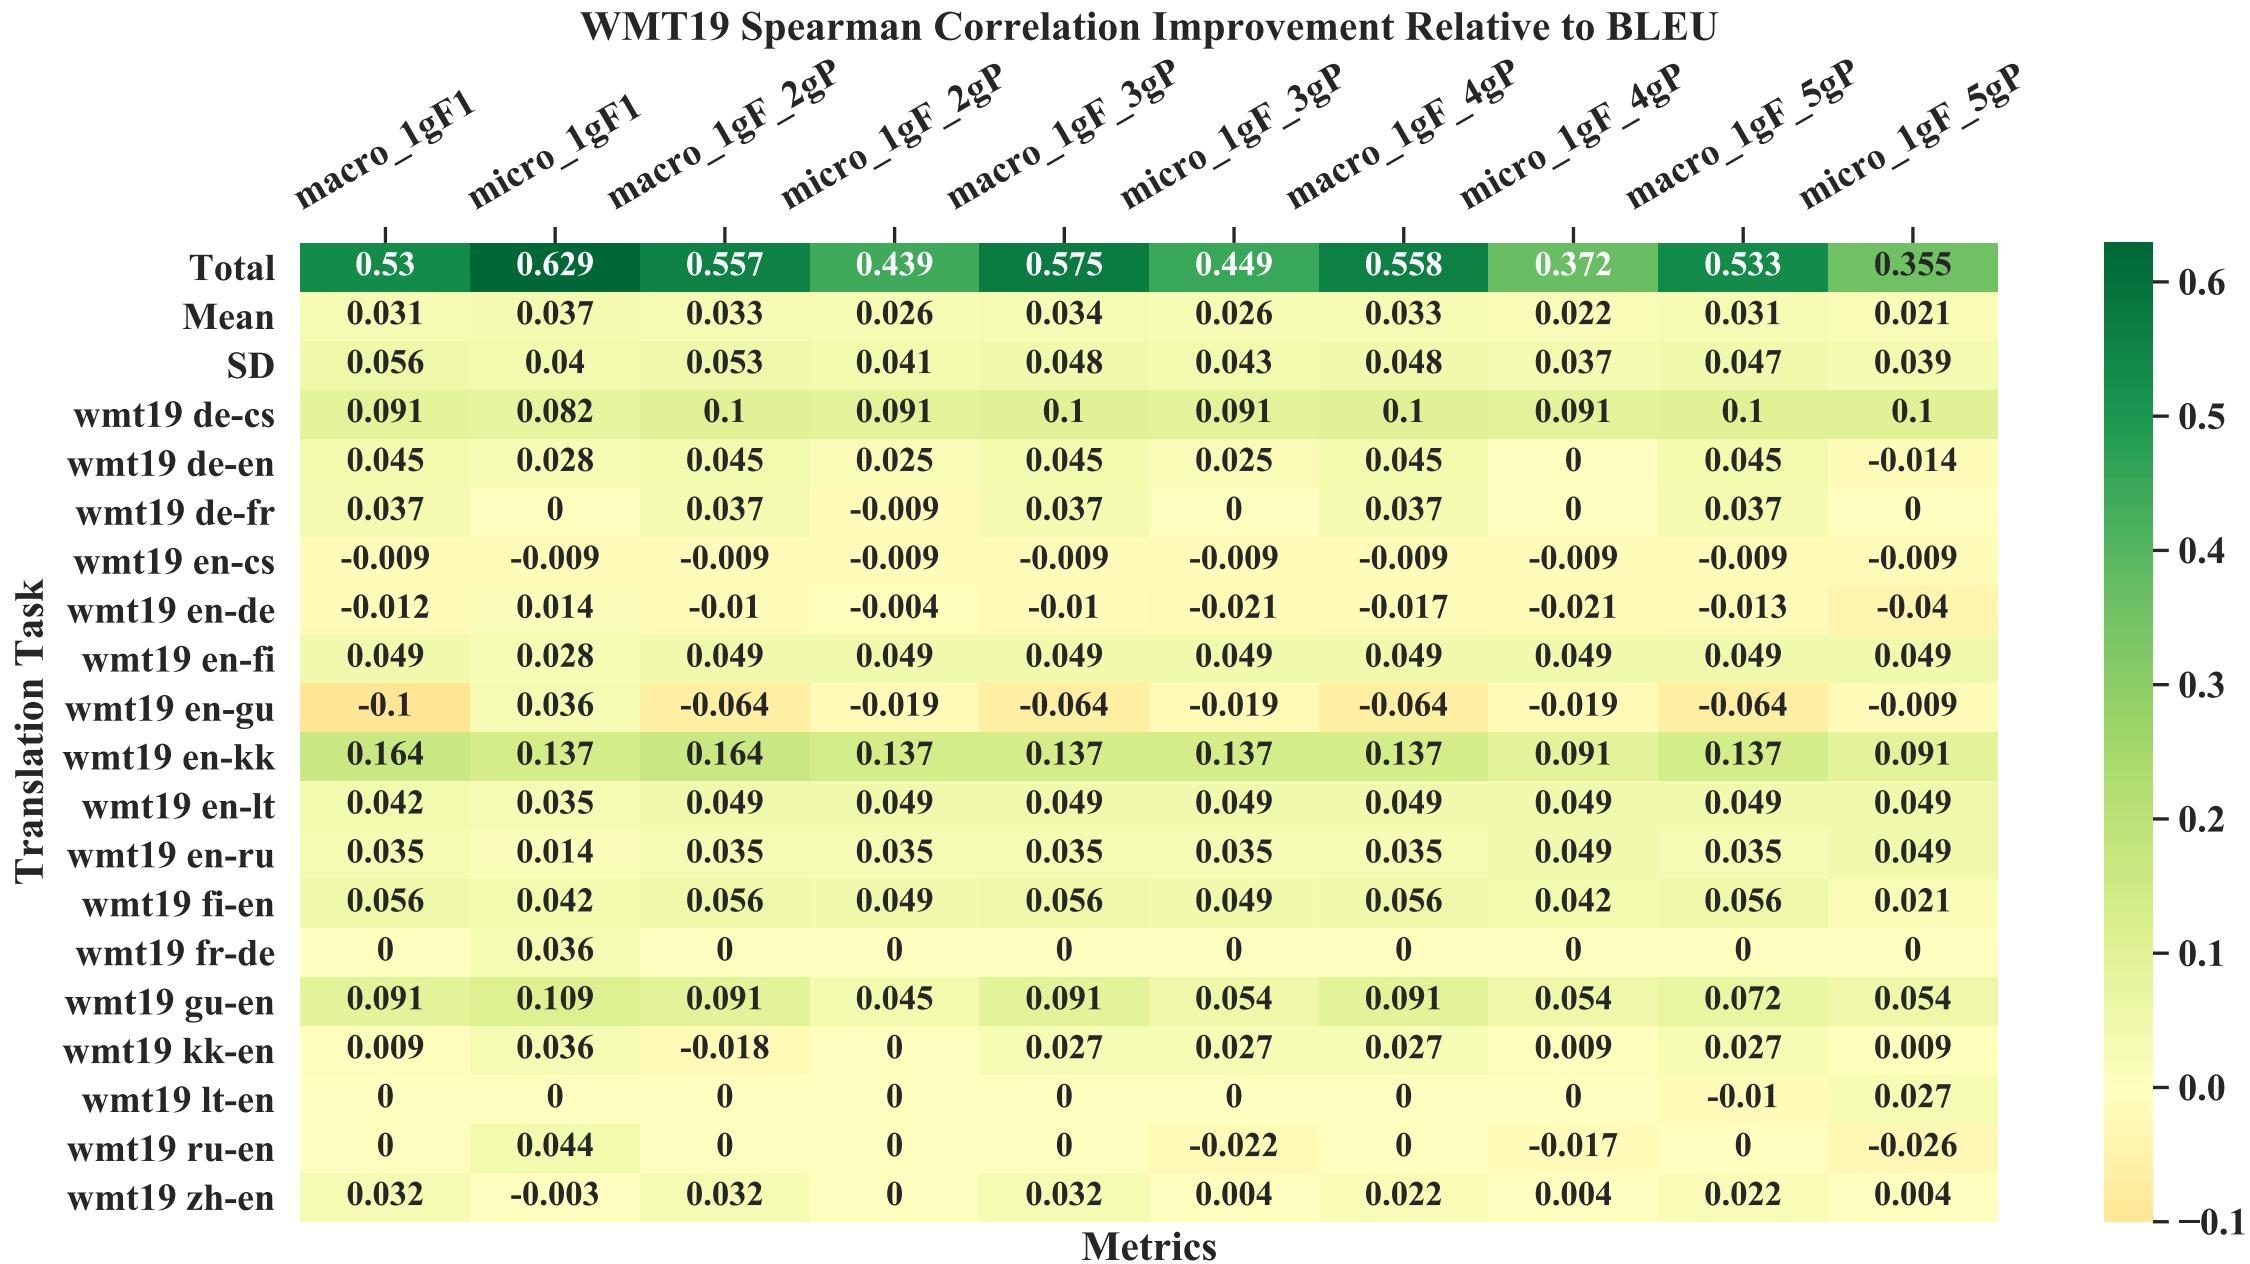 WMT19 Spearman Correlation Improvement Relative to BLEU
macro_1gF1 micro_1gF1 macro_1gF_2gP micro_1gF_2gP macro_1gF_3gP micro_1gF_3gP macro_1gF_4gP micro_1gF_4gP macro_1gF_5gP micro_1gF_5gP
Total 0.53 0.629 0.557 0.439 0.575 0.449 0.558 0.372 0.533 0.355
Mean 0.031 0.037 0.033 0.026 0.034 0.026 0.033 0.022 0.031 0.021
SD 0.056 0.04 0.053 0.041 0.048 0.043 0.048 0.037 0.047 0.039
wmt19 de-cs 0.091 0.082 0.1 0.091 0.1 0.091 0.1 0.091 0.1 0.1
wmt19 de-en 0.045 0.028 0.045 0.025 0.045 0.025 0.045 0 0.045 -0.014
wmt19 de-fr 0.037 0 0.037 -0.009 0.037 0 0.037 0 0.037 0
wmt19 en-cs -0.009 -0.009 -0.009 -0.009 -0.009 -0.009 -0.009 -0.009 -0.009 -0.009
wmt19 en-de -0.012 0.014 -0.01 -0.004 -0.01 -0.021 -0.017 -0.021 -0.013 -0.04
wmt19 en-fi 0.049 0.028 0.049 0.049 0.049 0.049 0.049 0.049 0.049 0.049
wmt19 en-gu -0.1 0.036 -0.064 -0.019 -0.064 -0.019 -0.064 -0.019 -0.064 -0.009
wmt19 en-kk 0.164 0.137 0.164 0.137 0.137 0.137 0.137 0.091 0.137 0.091
wmt19 en-lt 0.042 0.035 0.049 0.049 0.049 0.049 0.049 0.049 0.049 0.049
wmt19 en-ru 0.035 0.014 0.035 0.035 0.035 0.035 0.035 0.049 0.035 0.049
wmt19 fi-en 0.056 0.042 0.056 0.049 0.056 0.049 0.056 0.042 0.056 0.021
wmt19 fr-de 0 0.036 0 0 0 0 0 0 0 0
wmt19 gu-en 0.091 0.109 0.091 0.045 0.091 0.054 0.091 0.054 0.072 0.054
wmt19 kk-en 0.009 0.036 -0.018 0 0.027 0.027 0.027 0.009 0.027 0.009
wmt19 lt-en 0 0 0 0 0 0 0 0 -0.01 0.027
wmt19 ru-en 0 0.044 0 0 0 -0.022 0 -0.017 0 -0.026
wmt19 zh-en 0.032 -0.003 0.032 0 0.032 0.004 0.022 0.004 0.022 0.004
Translation Task
Metrics
0.6
0.5
0.4
0.3
0.2
0.1
0.0
−0.1